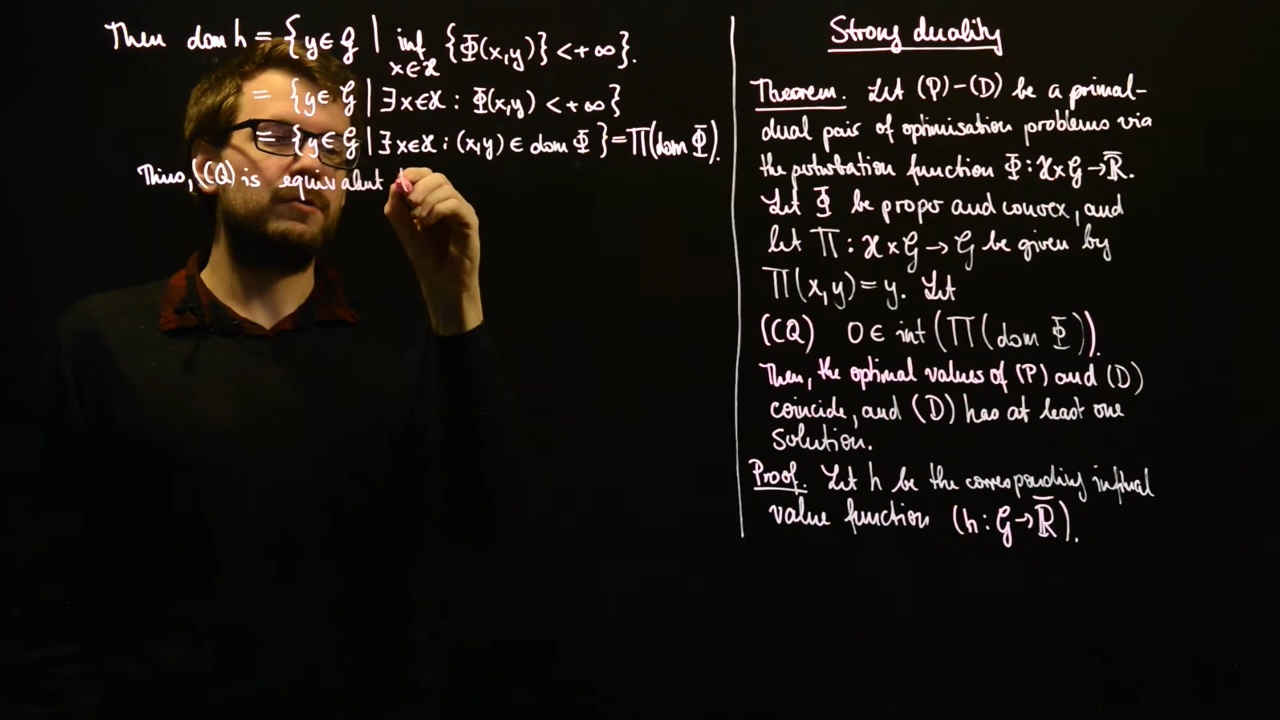 Then dom h = { y ∈ G | inf {Φ(x,y)} < +∞ }.
x∈X
= { y ∈ G | ∃ x∈X : Φ(x,y) < +∞ }
= { y ∈ G | ∃ x∈X : (x,y) ∈ dom Φ } = Π(dom Φ).
Thus, (CQ) is equivalent
Strong duality
Theorem. Let (P)-(D) be a primal-
dual pair of optimisation problems via
the perturbation function Φ : X×G → R̄.
Let Φ be proper and convex, and
let Π : X×G → G be given by
Π(x,y) = y. Let
(CQ) 0 ∈ int (Π(dom Φ)).
Then, the optimal values of (P) and (D)
coincide, and (D) has at least one
solution.
Proof. Let h be the corresponding infimal
value function (h : G → R̄).